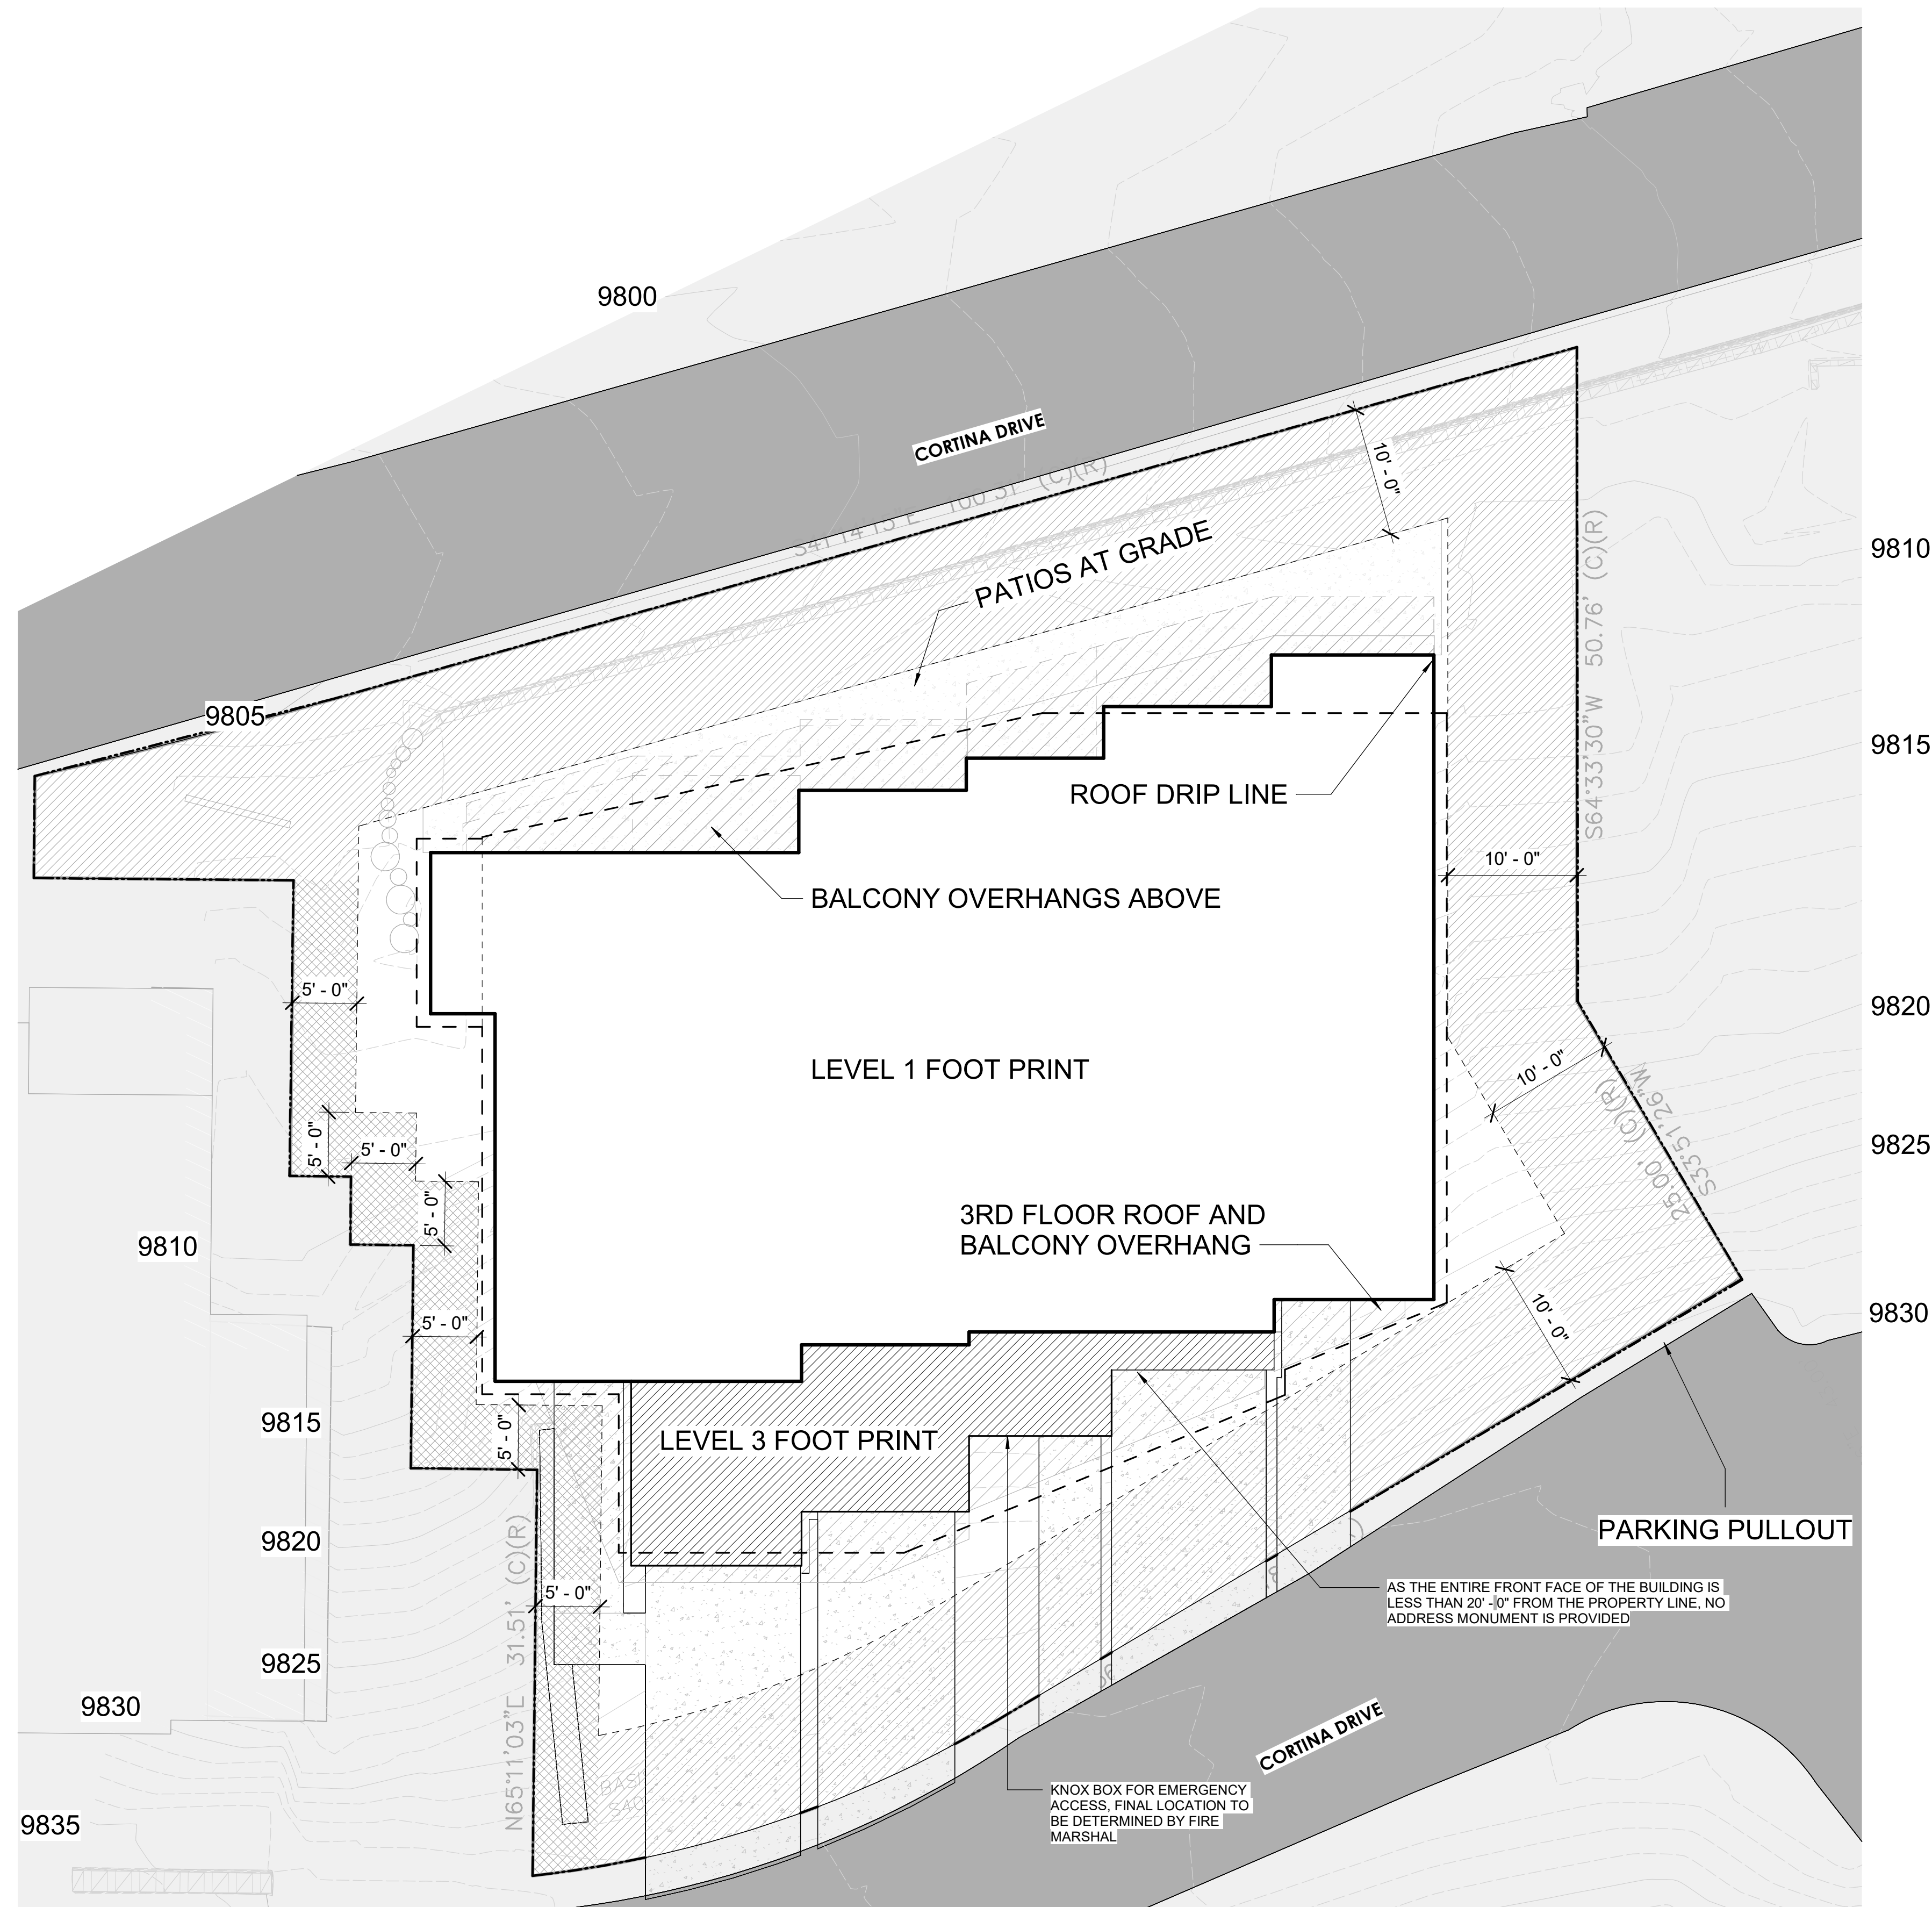 9800
CORTINA DRIVE
10' - 0"
PATIOS AT GRADE
S64°33'30"W 50.76' (C)(R)
9810
9805
9815
ROOF DRIP LINE
10' - 0"
BALCONY OVERHANGS ABOVE
5' - 0"
9820
LEVEL 1 FOOT PRINT
10' - 0"
S33°51'26"W
25.00' (C)(R)
5' - 0"
5' - 0"
9825
5' - 0"
3RD FLOOR ROOF AND
BALCONY OVERHANG
9810
10' - 0"
9830
5' - 0"
9815
5' - 0"
LEVEL 3 FOOT PRINT
PARKING PULLOUT
9820
N65°11'03"E 31.51' (C)(R)
5' - 0"
AS THE ENTIRE FRONT FACE OF THE BUILDING IS
LESS THAN 20' - 0" FROM THE PROPERTY LINE, NO
ADDRESS MONUMENT IS PROVIDED
9825
9830
CORTINA DRIVE
KNOX BOX FOR EMERGENCY
ACCESS, FINAL LOCATION TO
BE DETERMINED BY FIRE
MARSHAL
9835